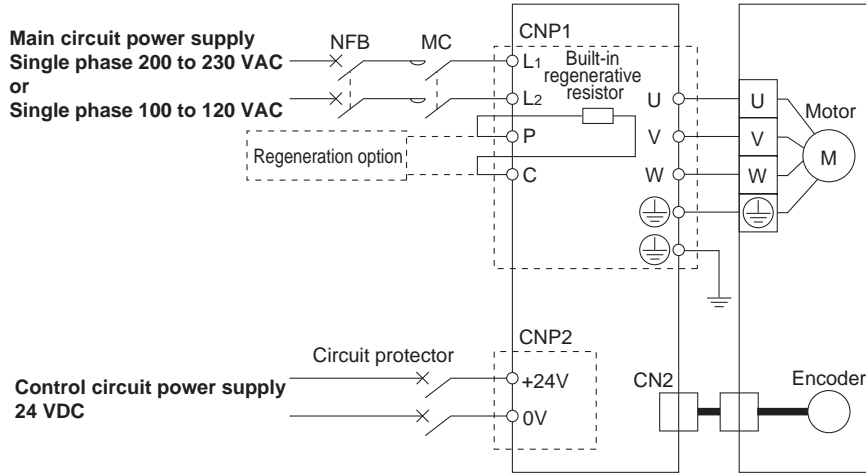 Main circuit power supply
Single phase 200 to 230 VAC
or
Single phase 100 to 120 VAC
NFB
MC
CNP1
L1
L2
P
C
Built-in
regenerative
resistor
Regeneration option
U
V
W
U
V
W
Motor
M
CNP2
Circuit protector
Control circuit power supply
24 VDC
+24V
0V
CN2
Encoder